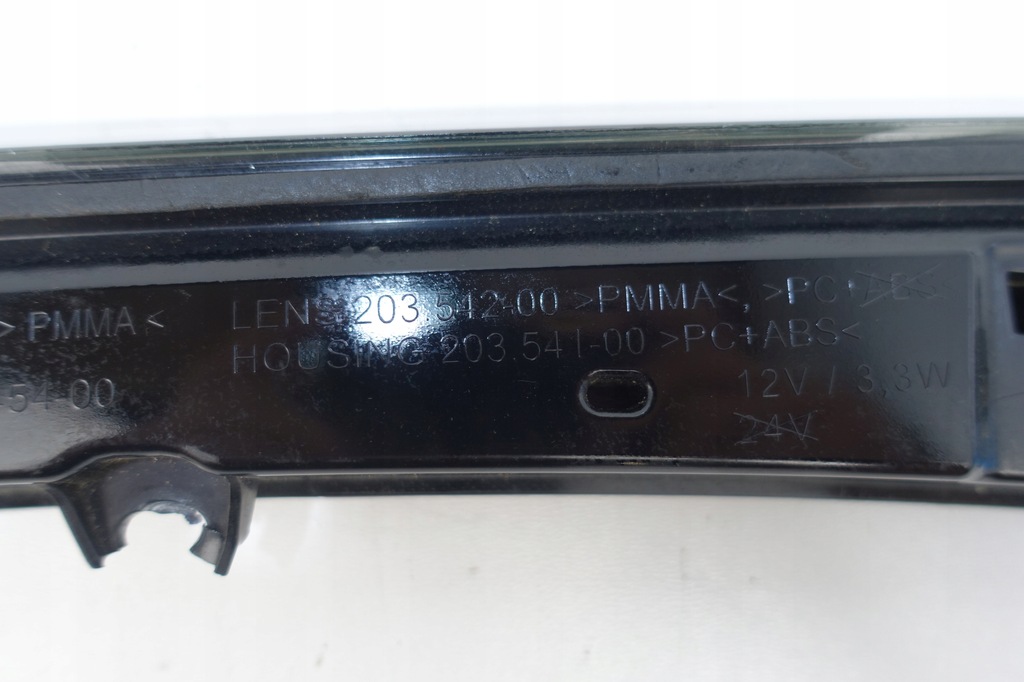 > PMMA <
LENS 203.542-00 >PMMA<, >PC+ABS<
HOUSING 203.541-00 >PC+ABS<
54-00
12V / 3,3W
24V